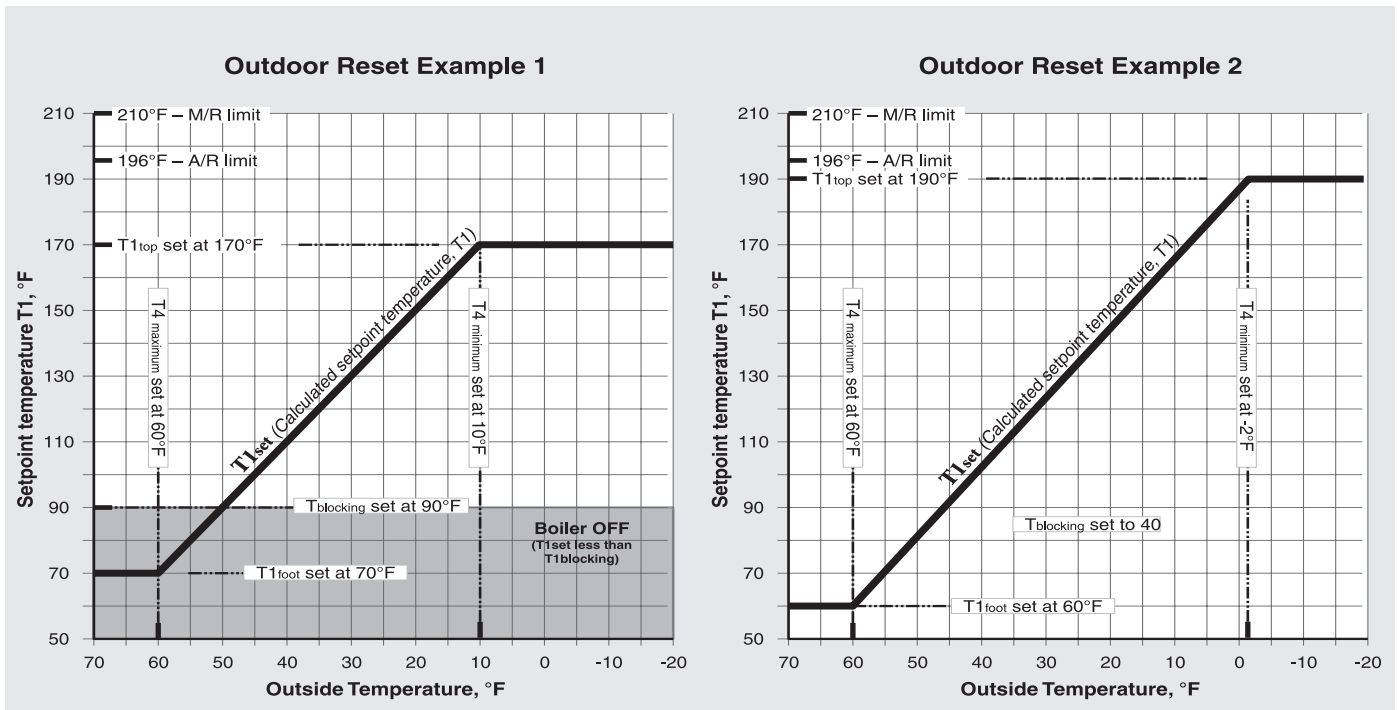 Outdoor Reset Example 1
210
190
170
150
130
110
90
70
50
Setpoint temperature T1, °F
210°F – M/R limit
196°F – A/R limit
T1top set at 170°F
T4 maximum set at 60°F
T1set (Calculated setpoint temperature, T1)
T4 minimum set at 10°F
Tblocking set at 90°F
Boiler OFF
(T1set less than
T1blocking)
T1foot set at 70°F
70 60 50 40 30 20 10 0 -10 -20
Outside Temperature, °F
Outdoor Reset Example 2
210
190
170
150
130
110
90
70
50
Setpoint temperature T1, °F
210°F – M/R limit
196°F – A/R limit
T1top set at 190°F
T4 maximum set at 60°F
T1set (Calculated setpoint temperature, T1)
T4 minimum set at -2°F
Tblocking set to 40
T1foot set at 60°F
70 60 50 40 30 20 10 0 -10 -20
Outside Temperature, °F